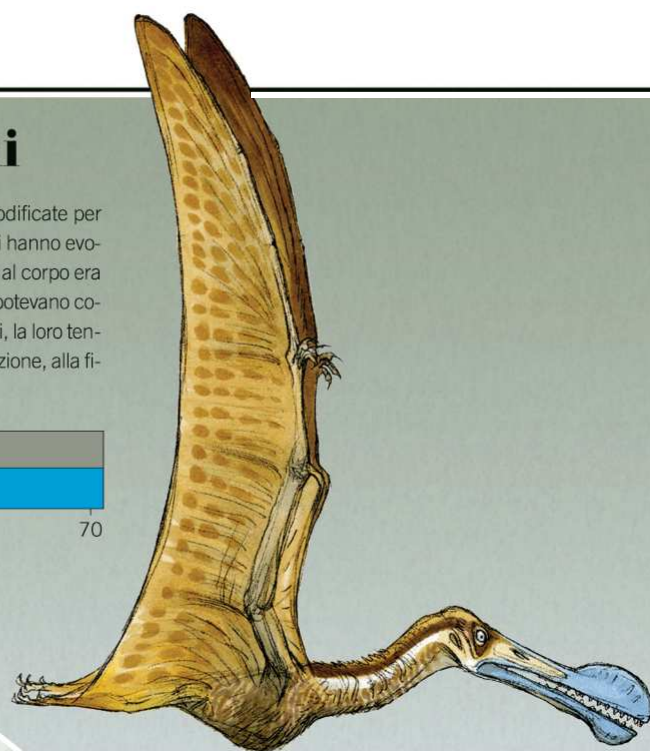 i
odificate per
i hanno evo-
al corpo era
potevano co-
i, la loro ten-
zione, alla fi-
70